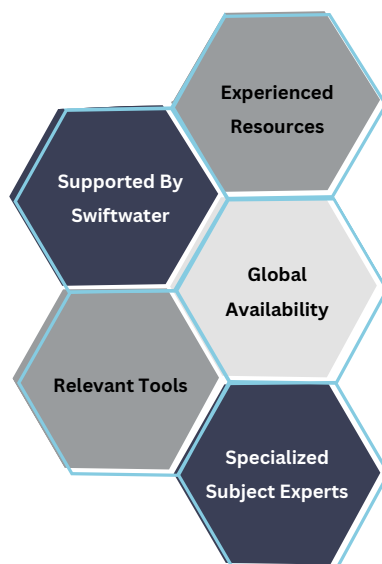 Experienced
Resources
Supported By
Swiftwater
Global
Availability
Relevant Tools
Specialized
Subject Experts